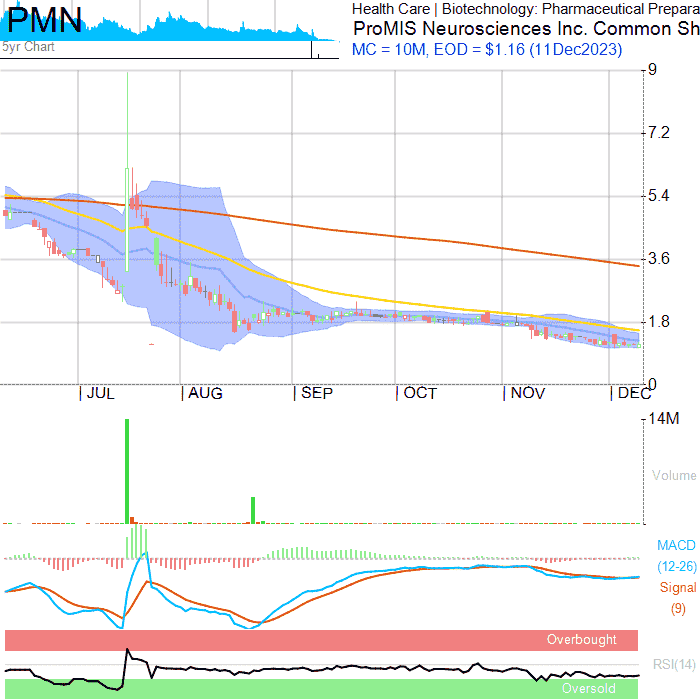 PMN
Health Care | Biotechnology: Pharmaceutical Prepara
ProMIS Neurosciences Inc. Common Sh
MC = 10M, EOD = $1.16 (11Dec2023)
5yr Chart
9
7.2
5.4
3.6
1.8
0
JUL
AUG
SEP
OCT
NOV
DEC
14M
Volume
MACD
(12-26)
Signal
(9)
Overbought
RSI(14)
Oversold